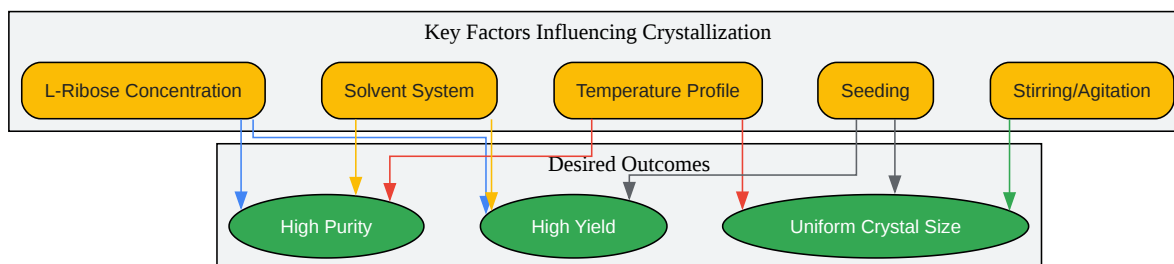 Key Factors Influencing Crystallization
L-Ribose Concentration
Solvent System
Temperature Profile
Seeding
Stirring/Agitation
Desired Outcomes
High Purity
High Yield
Uniform Crystal Size